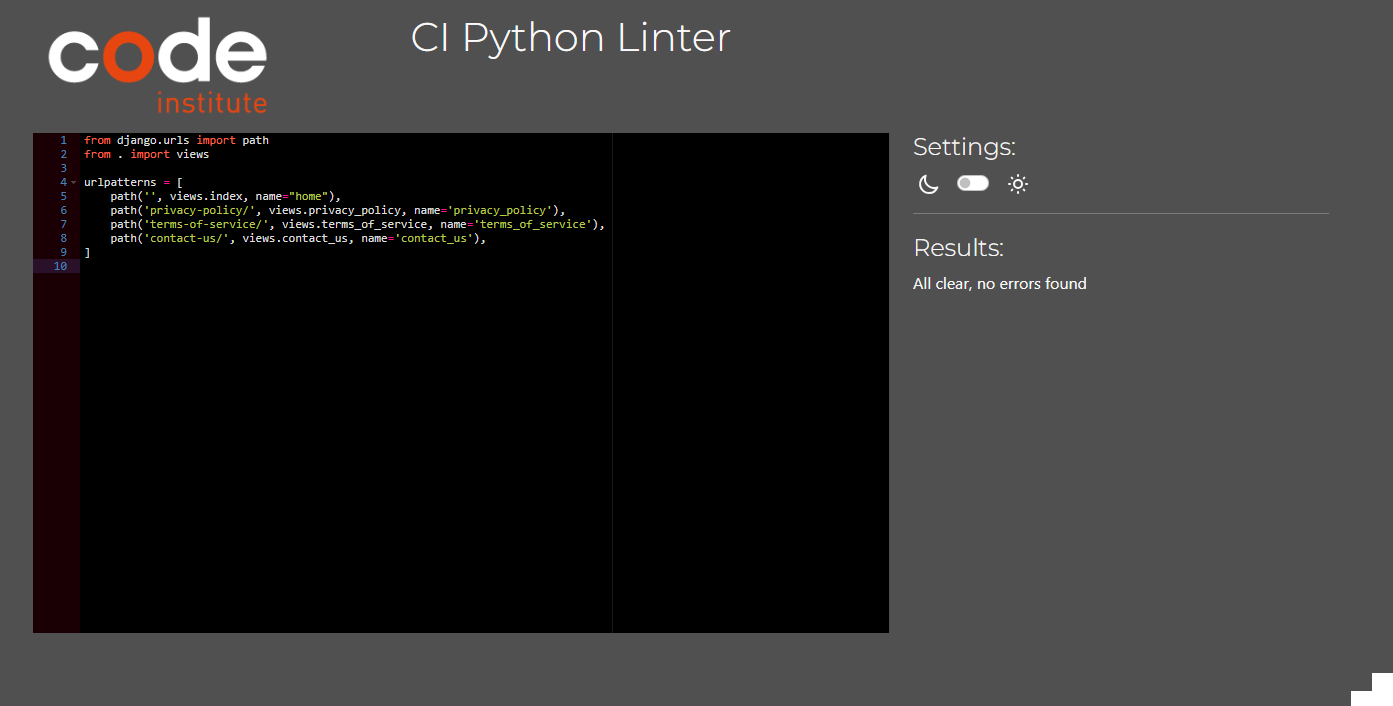 code
institute
CI Python Linter
1 from django.urls import path
2 from . import views
3
4 urlpatterns = [
5     path('', views.index, name="home"),
6     path('privacy-policy/', views.privacy_policy, name='privacy_policy'),
7     path('terms-of-service/', views.terms_of_service, name='terms_of_service'),
8     path('contact-us/', views.contact_us, name='contact_us'),
9 ]
10
Settings:
Results:
All clear, no errors found